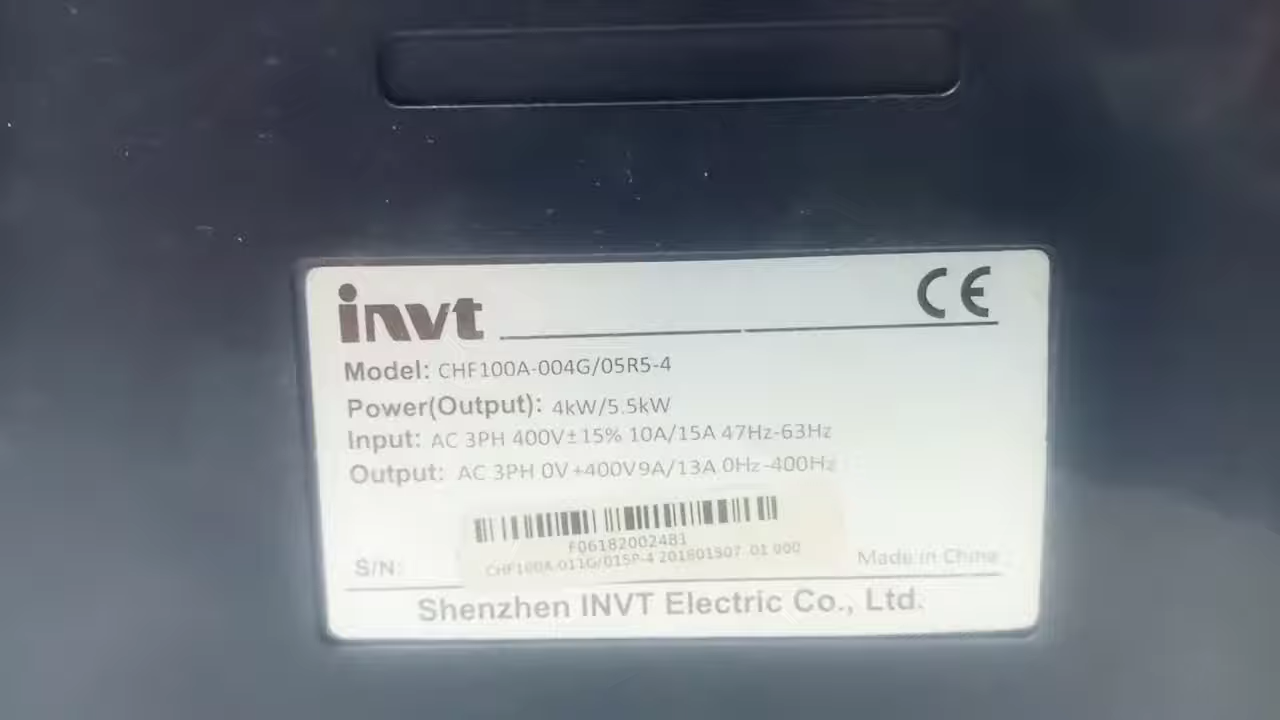 invt CE
Model: CHF100A-004G/05R5-4
Power(Output): 4kW/5.5kW
Input: AC 3PH 400V±15% 10A/15A 47Hz-63Hz
Output: AC 3PH 0V+400V 9A/13A 0Hz-400Hz
F06182002481
S/N: CHF100A-011G/015P-4 201801507 01 000 Made in China
Shenzhen INVT Electric Co., Ltd.